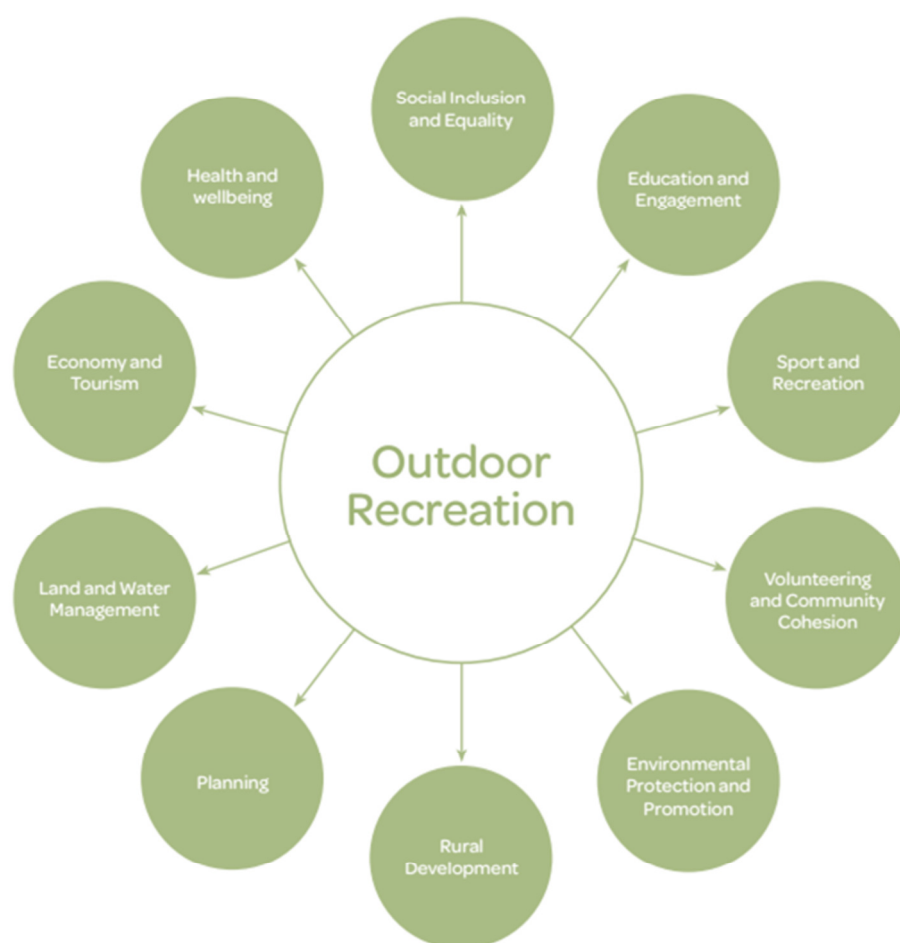 Social Inclusion
and Equality
Education and
Engagement
Sport and
Recreation
Volunteering
and Community
Cohesion
Environmental
Protection and
Promotion
Rural
Development
Planning
Land and Water
Management
Economy and
Tourism
Health and
wellbeing
Outdoor
Recreation